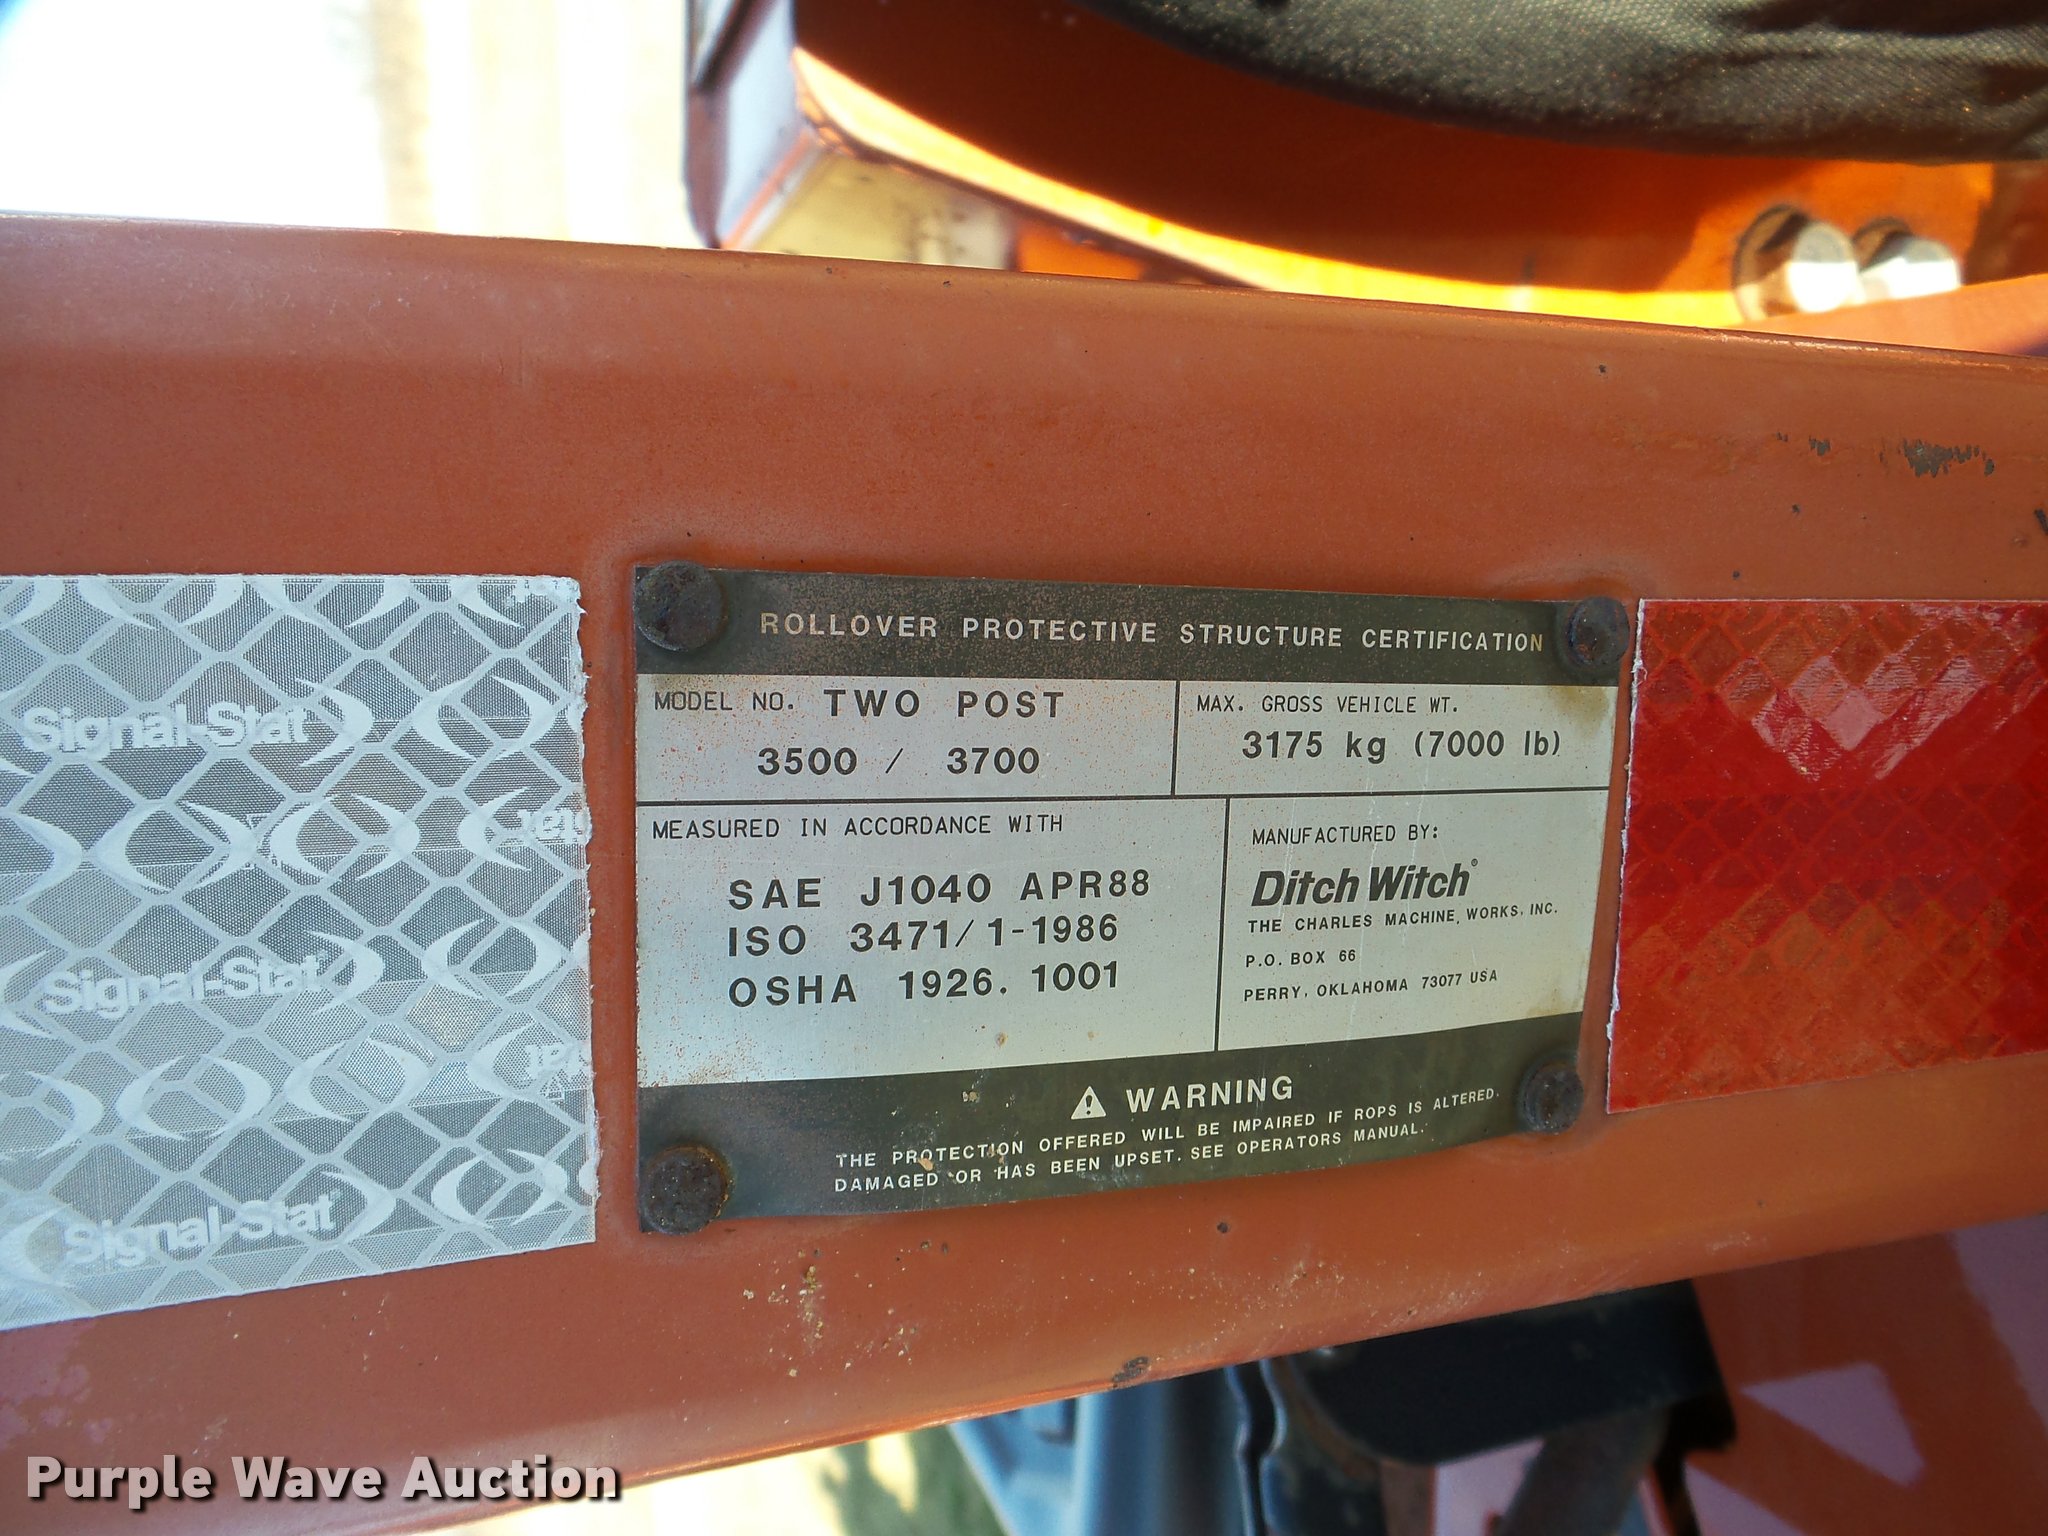 ROLLOVER PROTECTIVE STRUCTURE CERTIFICATION
MODEL NO. TWO POST
3500 / 3700
MAX. GROSS VEHICLE WT.
3175 kg (7000 lb)
MEASURED IN ACCORDANCE WITH
SAE J1040 APR88
ISO 3471/1-1986
OSHA 1926.1001
MANUFACTURED BY:
Ditch Witch®
THE CHARLES MACHINE, WORKS, INC.
P.O. BOX 66
PERRY, OKLAHOMA 73077 USA
⚠ WARNING
THE PROTECTION OFFERED WILL BE IMPAIRED IF ROPS IS ALTERED.
DAMAGED OR HAS BEEN UPSET. SEE OPERATORS MANUAL.
Signal-Stat
Signal-Stat
Signal-Stat
Purple Wave Auction